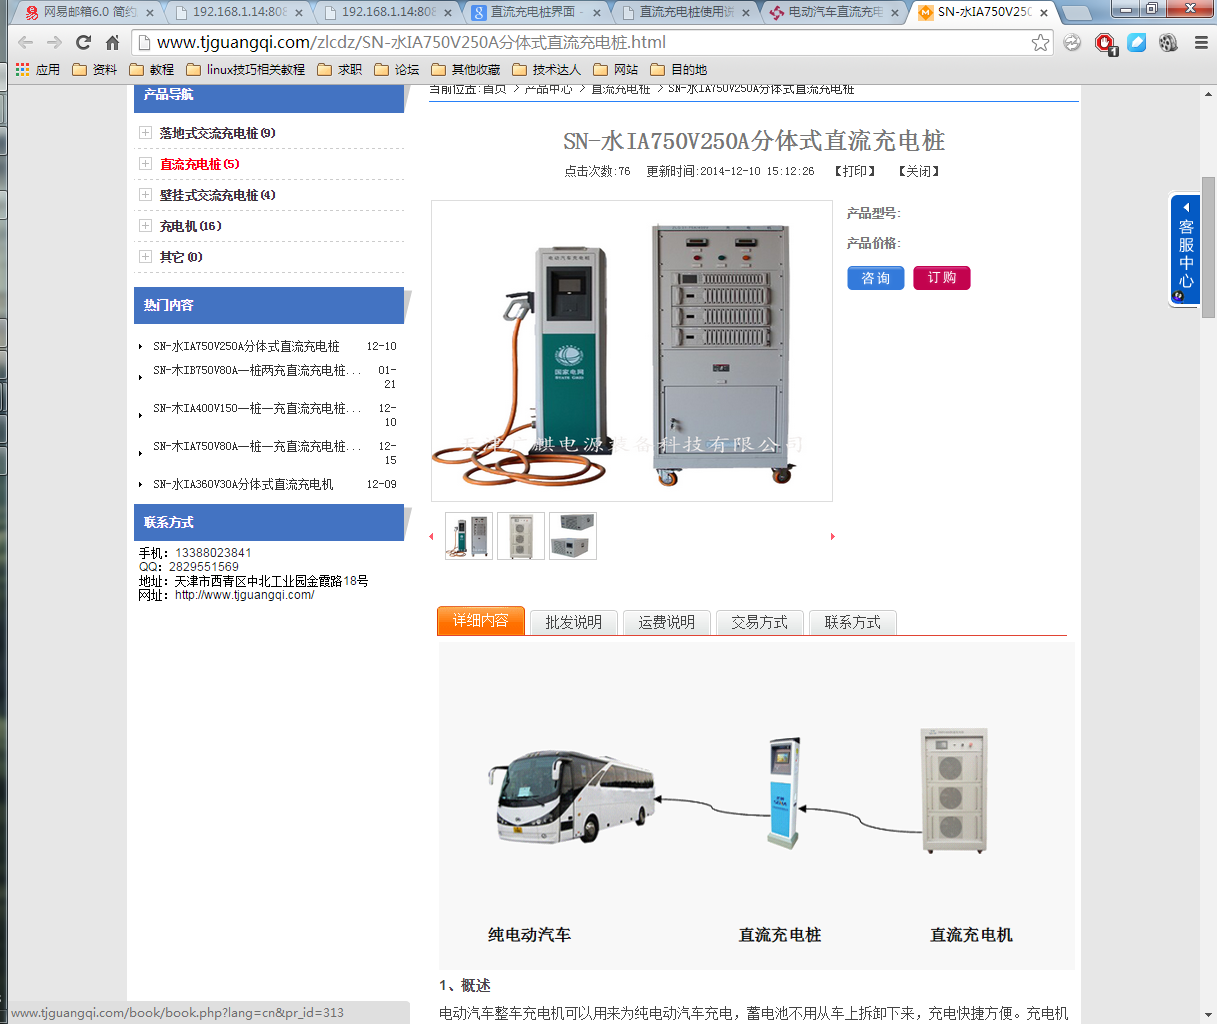 网易邮箱6.0 简约
192.168.1.14:808
192.168.1.14:808
直流充电桩界面 -
直流充电桩使用说
电动汽车直流充电
SN-水IA750V250
www.tjguangqi.com/zlcdz/SN-水IA750V250A分体式直流充电桩.html
1
应用
资料
教程
linux技巧相关教程
求职
论坛
其他收藏
技术达人
网站
目的地
产品导航
落地式交流充电桩(9)
直流充电桩(5)
壁挂式交流充电桩(4)
充电机(16)
其它(0)
热门内容
SN-水IA750V250A分体式直流充电桩 12-10
SN-木IB750V80A—桩两充直流充电桩... 01-
21
SN-木IA400V150—桩一充直流充电桩... 12-
10
SN-木IA750V80A—桩一充直流充电桩... 12-
15
SN-水IA360V30A分体式直流充电机 12-09
联系方式
手机：13388023841
QQ：2829551569
地址：天津市西青区中北工业园金霞路18号
网址：http://www.tjguangqi.com/
当前位置:首页 > 产品中心 > 直流充电桩 > SN-水IA750V250A分体式直流充电桩
SN-水IA750V250A分体式直流充电桩
点击次数:76 更新时间:2014-12-10 15:12:26 【打印】 【关闭】
电动汽车充电桩
国家电网
STATE GRID
天津广麒电源装备科技有限公司
产品型号:
产品价格:
咨询
订购
客服中心
详细内容
批发说明
运费说明
交易方式
联系方式
纯电动汽车
直流充电桩
直流充电机
1、概述
电动汽车整车充电机可以用来为纯电动汽车充电，蓄电池不用从车上拆卸下来，充电快捷方便。充电机
www.tjguangqi.com/book/book.php?lang=cn&pr_id=313